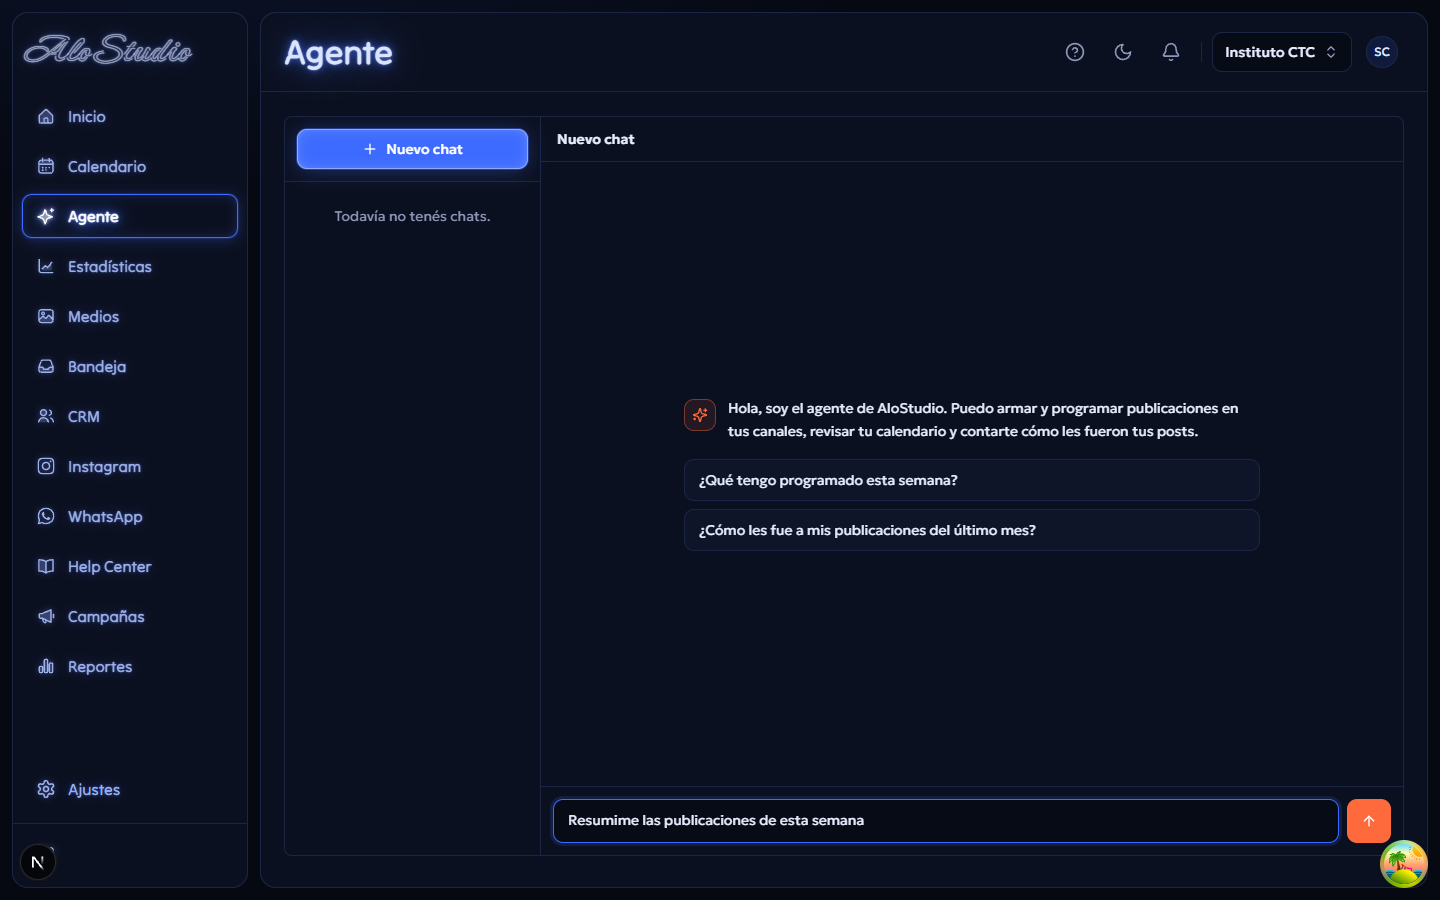 AloStudio
Inicio
Calendario
Agente
Estadísticas
Medios
Bandeja
CRM
Instagram
WhatsApp
Help Center
Campañas
Reportes
Ajustes
N
Agente
Instituto CTC
SC
Nuevo chat
Todavía no tenés chats.
Nuevo chat
Hola, soy el agente de AloStudio. Puedo armar y programar publicaciones en
tus canales, revisar tu calendario y contarte cómo les fueron tus posts.
¿Qué tengo programado esta semana?
¿Cómo les fue a mis publicaciones del último mes?
Resumime las publicaciones de esta semana